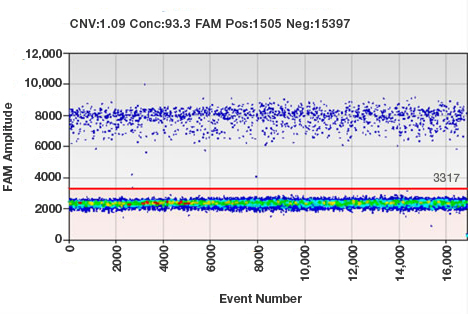 CNV:1.09 Conc:93.3 FAM Pos:1505 Neg:15397
12,000
10,000
8000
6000
4000
2000
0
FAM Amplitude
3317
0 2000 4000 6000 8000 10,000 12,000 14,000 16,000
Event Number